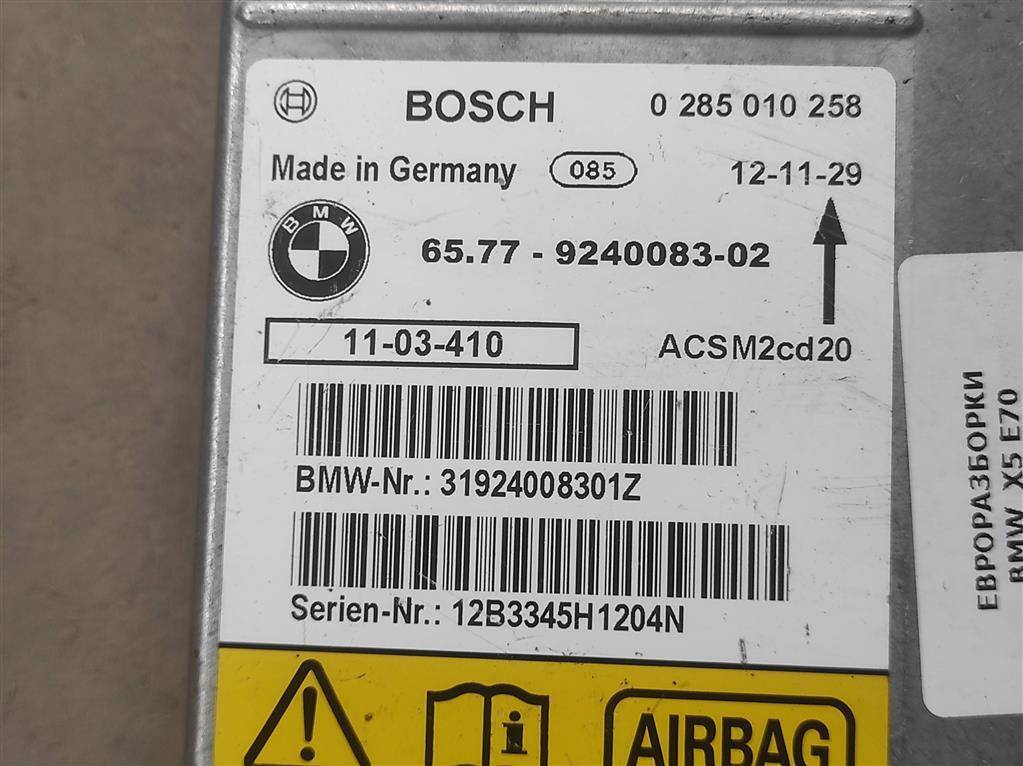 BOSCH 0 285 010 258
Made in Germany 085 12-11-29
BMW 65.77 - 9240083-02
11-03-410 ACSM2cd20
BMW-Nr.: 31924008301Z
Serien-Nr.: 12B3345H1204N
AIRBAG
ЕВРОРАЗБОРКИ
BMW X5 E70